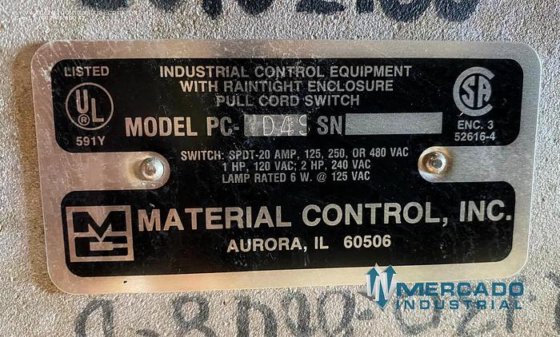 LISTED
UL
591Y
INDUSTRIAL CONTROL EQUIPMENT
WITH RAINTIGHT ENCLOSURE
PULL CORD SWITCH
MODEL PC- SN
SA
ENC. 3
52616-4
SWITCH: SPDT-20 AMP, 125, 250, OR 480 VAC
1 HP, 120 VAC; 2 HP, 240 VAC
LAMP RATED 6 W. @ 125 VAC
MATERIAL CONTROL, INC.
AURORA, IL 60506
MERCADO
INDUSTRIAL